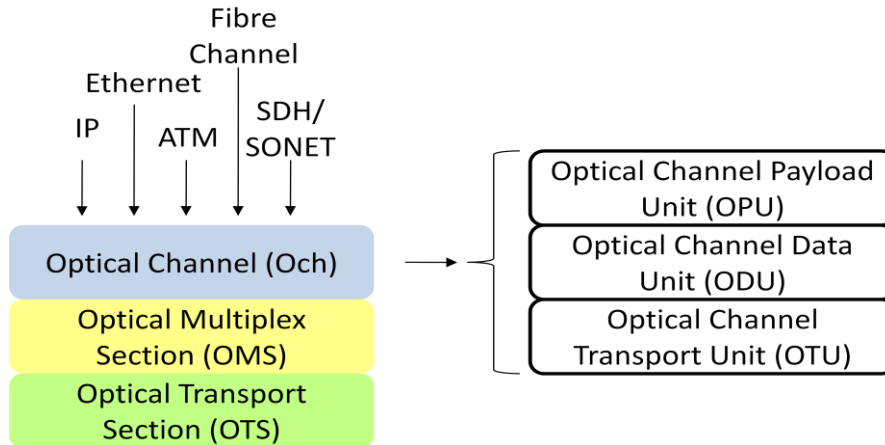 Fibre
Channel
Ethernet
IP
ATM
SDH/
SONET
Optical Channel (Och)
Optical Multiplex
Section (OMS)
Optical Transport
Section (OTS)
Optical Channel Payload
Unit (OPU)
Optical Channel Data
Unit (ODU)
Optical Channel
Transport Unit (OTU)